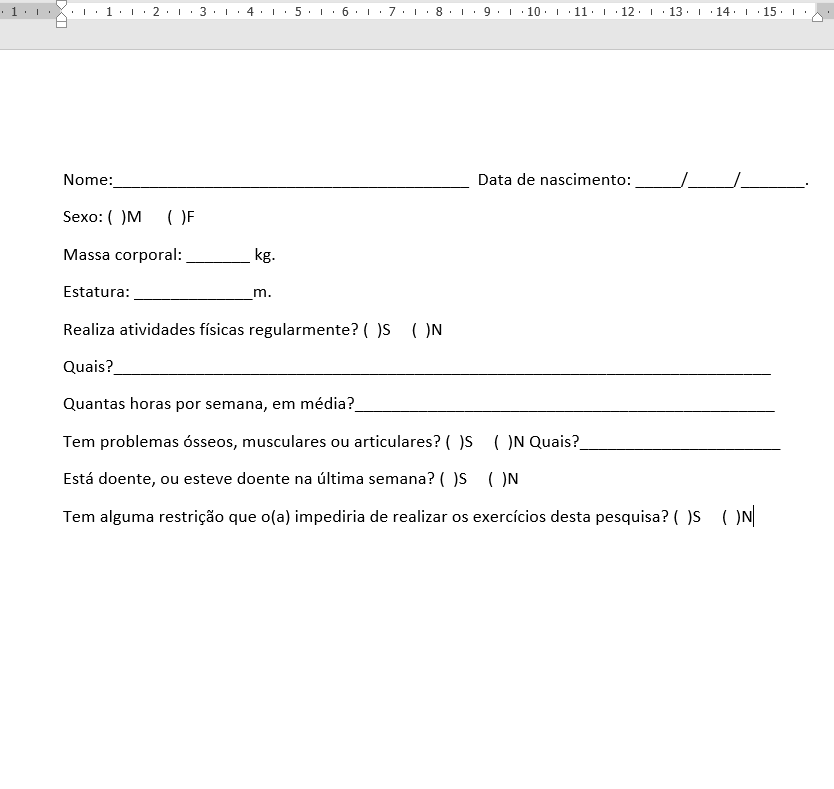 1 1 2 3 4 5 6 7 8 9 10 11 12 13 14 15
Nome:_______________________________________ Data de nascimento: _____/_____/_______.
Sexo: ( )M ( )F
Massa corporal: _______ kg.
Estatura: _____________m.
Realiza atividades físicas regularmente? ( )S ( )N
Quais?________________________________________________________________________
Quantas horas por semana, em média?______________________________________________
Tem problemas ósseos, musculares ou articulares? ( )S ( )N Quais?______________________
Está doente, ou esteve doente na última semana? ( )S ( )N
Tem alguma restrição que o(a) impediria de realizar os exercícios desta pesquisa? ( )S ( )N